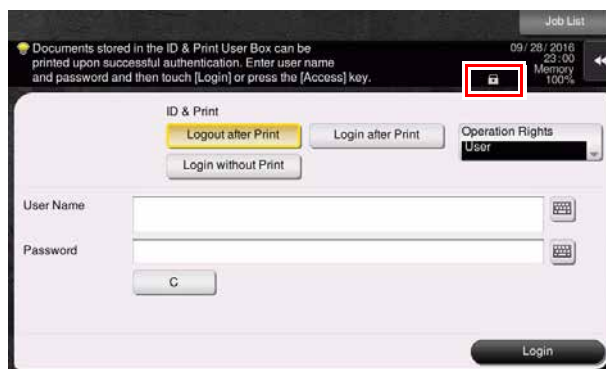 Job List
Documents stored in the ID & Print User Box can be
printed upon successful authentication. Enter user name
and password and then touch [Login] or press the [Access] key.
09/28/2016
23:00
Memory
100%
ID & Print
Logout after Print
Login after Print
Operation Rights
User
Login without Print
User Name
Password
C
Login